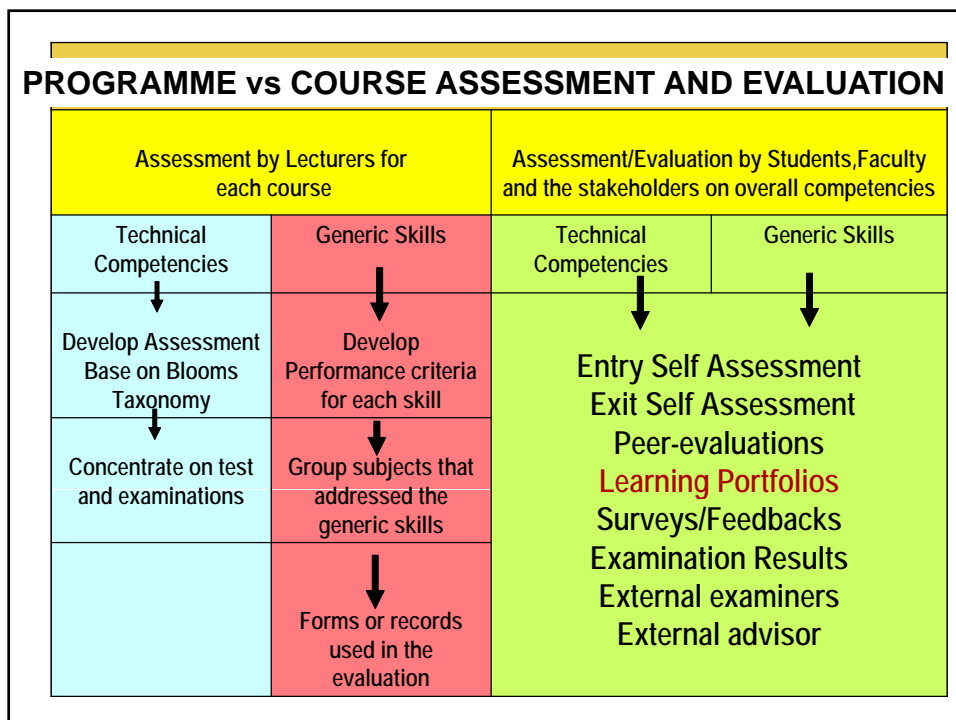 PROGRAMME vs COURSE ASSESSMENT AND EVALUATION
Assessment by Lecturers for
each course
Assessment/Evaluation by Students,Faculty
and the stakeholders on overall competencies
Technical
Competencies
Generic Skills
Technical
Competencies
Generic Skills
Develop Assessment
Base on Blooms
Taxonomy
Develop
Performance criteria
for each skill
Concentrate on test
and examinations
Group subjects that
addressed the
generic skills
Forms or records
used in the
evaluation
Entry Self Assessment
Exit Self Assessment
Peer-evaluations
Learning Portfolios
Surveys/Feedbacks
Examination Results
External examiners
External advisor